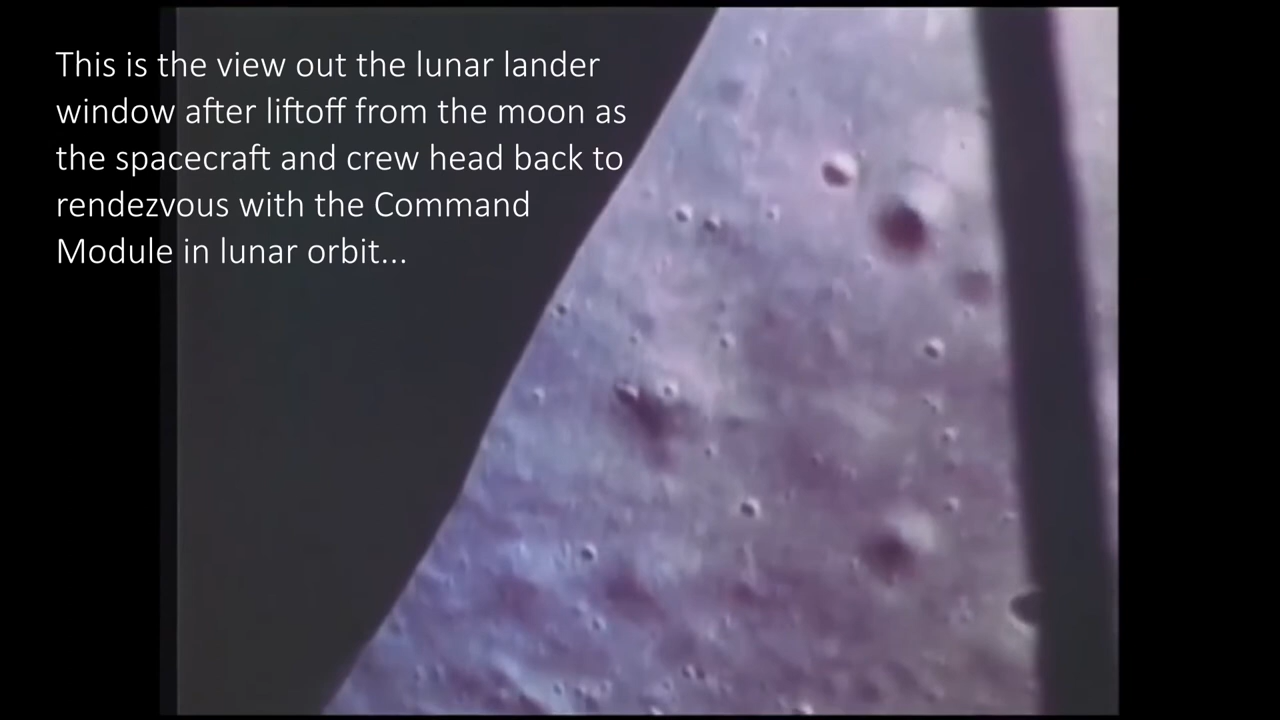 This is the view out the lunar lander
window after liftoff from the moon as
the spacecraft and crew head back to
rendezvous with the Command
Module in lunar orbit...